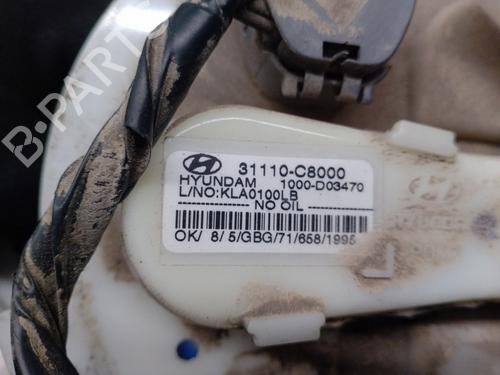 B-PARTS
31110-C8000
HYUNDAM 1000-D03470
L/NO:KLA0100LB
NO OIL
OK/ 8/ 5/GBG/71/658/1995